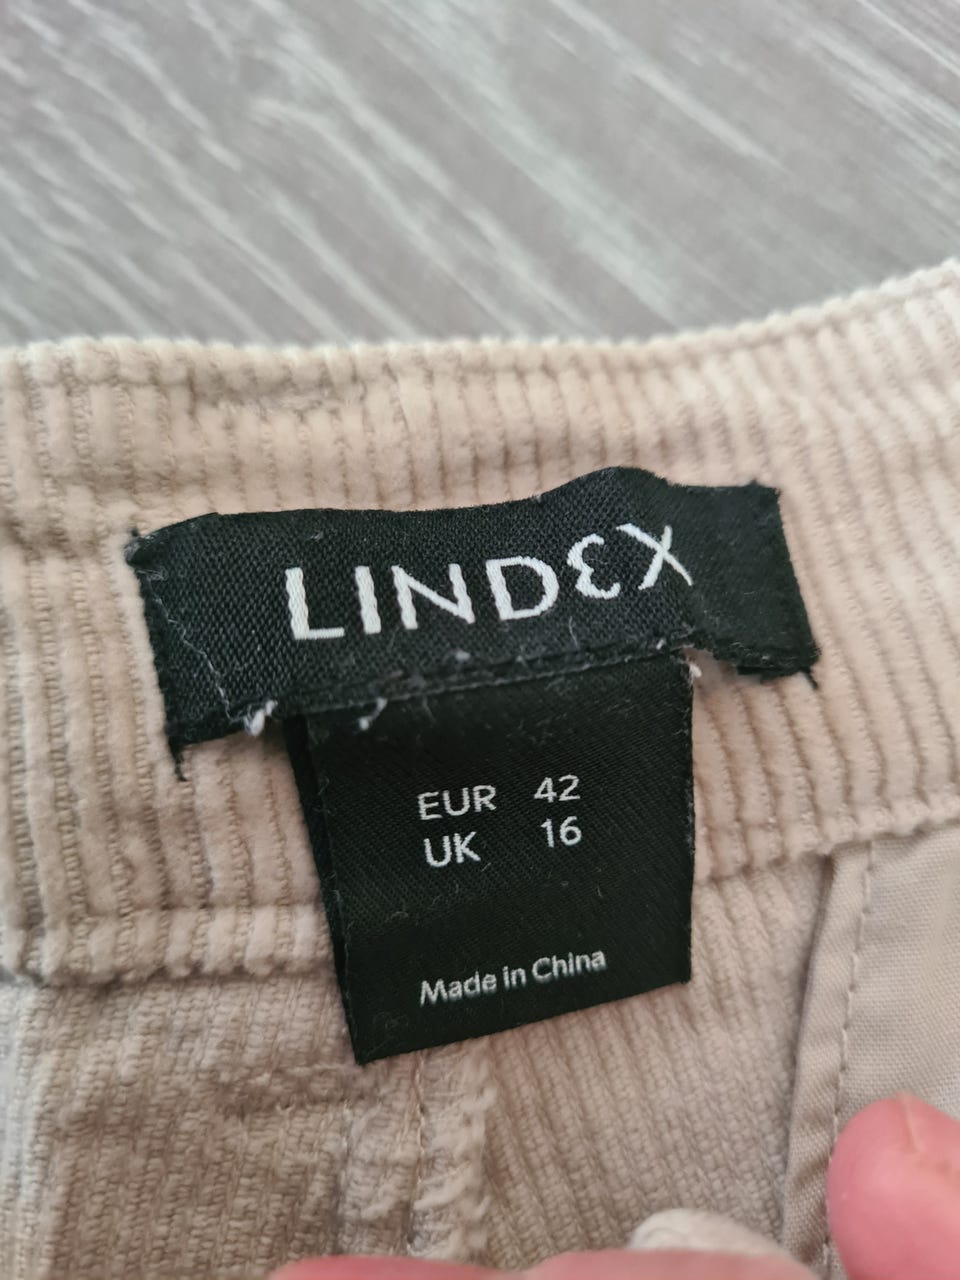 LINDEX
EUR 42
UK 16
Made in China